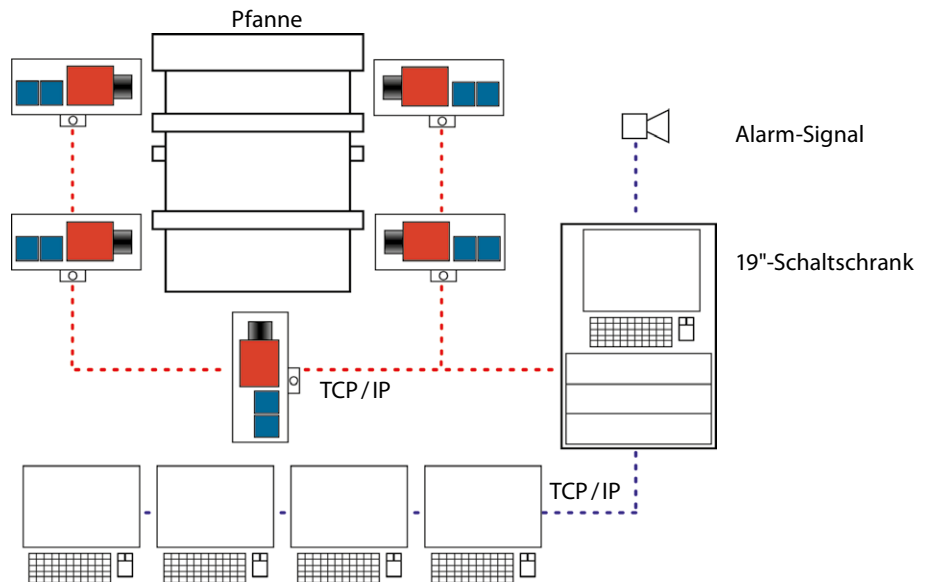 Pfanne
Alarm-Signal
19"-Schaltschrank
TCP / IP
TCP / IP